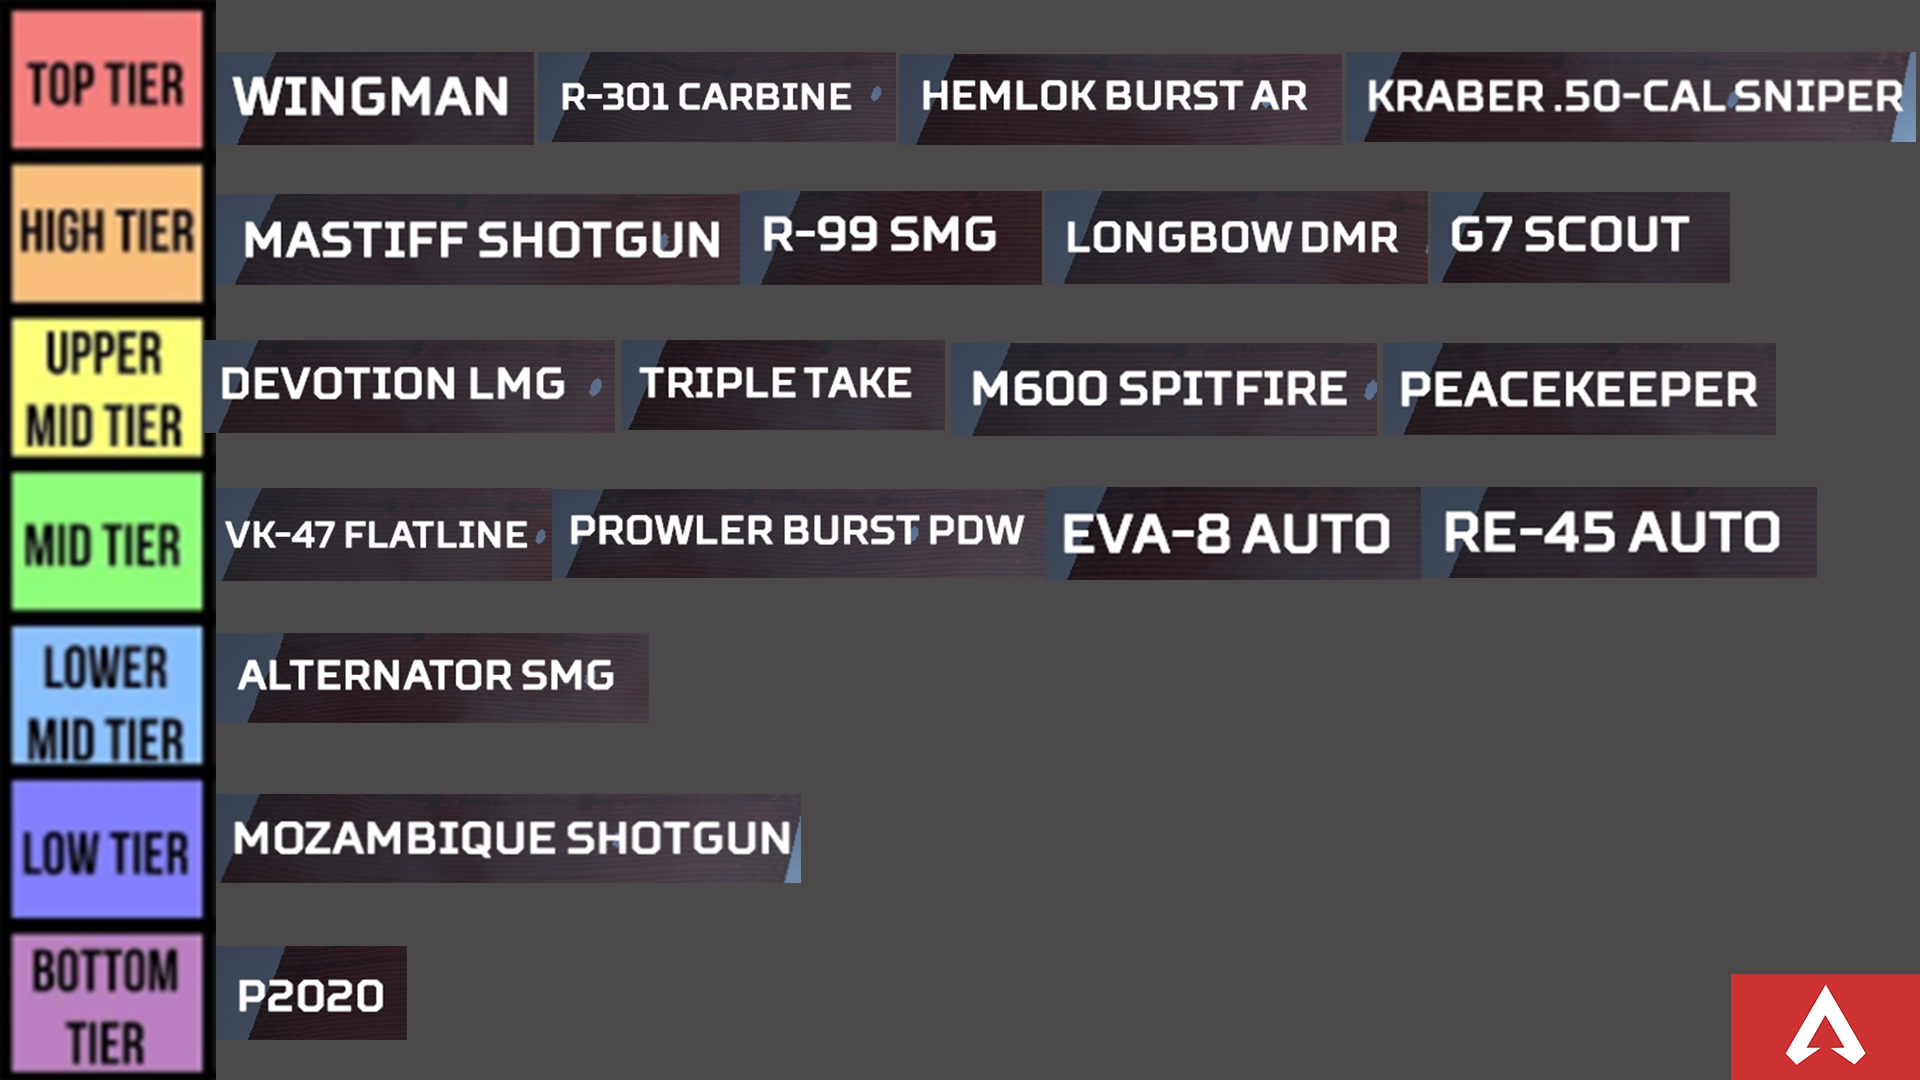 TOP TIER
WINGMAN
R-301 CARBINE
HEMLOK BURST AR
KRABER .50-CAL SNIPER
HIGH TIER
MASTIFF SHOTGUN
R-99 SMG
LONGBOW DMR
G7 SCOUT
UPPER
MID TIER
DEVOTION LMG
TRIPLE TAKE
M600 SPITFIRE
PEACEKEEPER
MID TIER
VK-47 FLATLINE
PROWLER BURST PDW
EVA-8 AUTO
RE-45 AUTO
LOWER
MID TIER
ALTERNATOR SMG
LOW TIER
MOZAMBIQUE SHOTGUN
BOTTOM
TIER
P2020